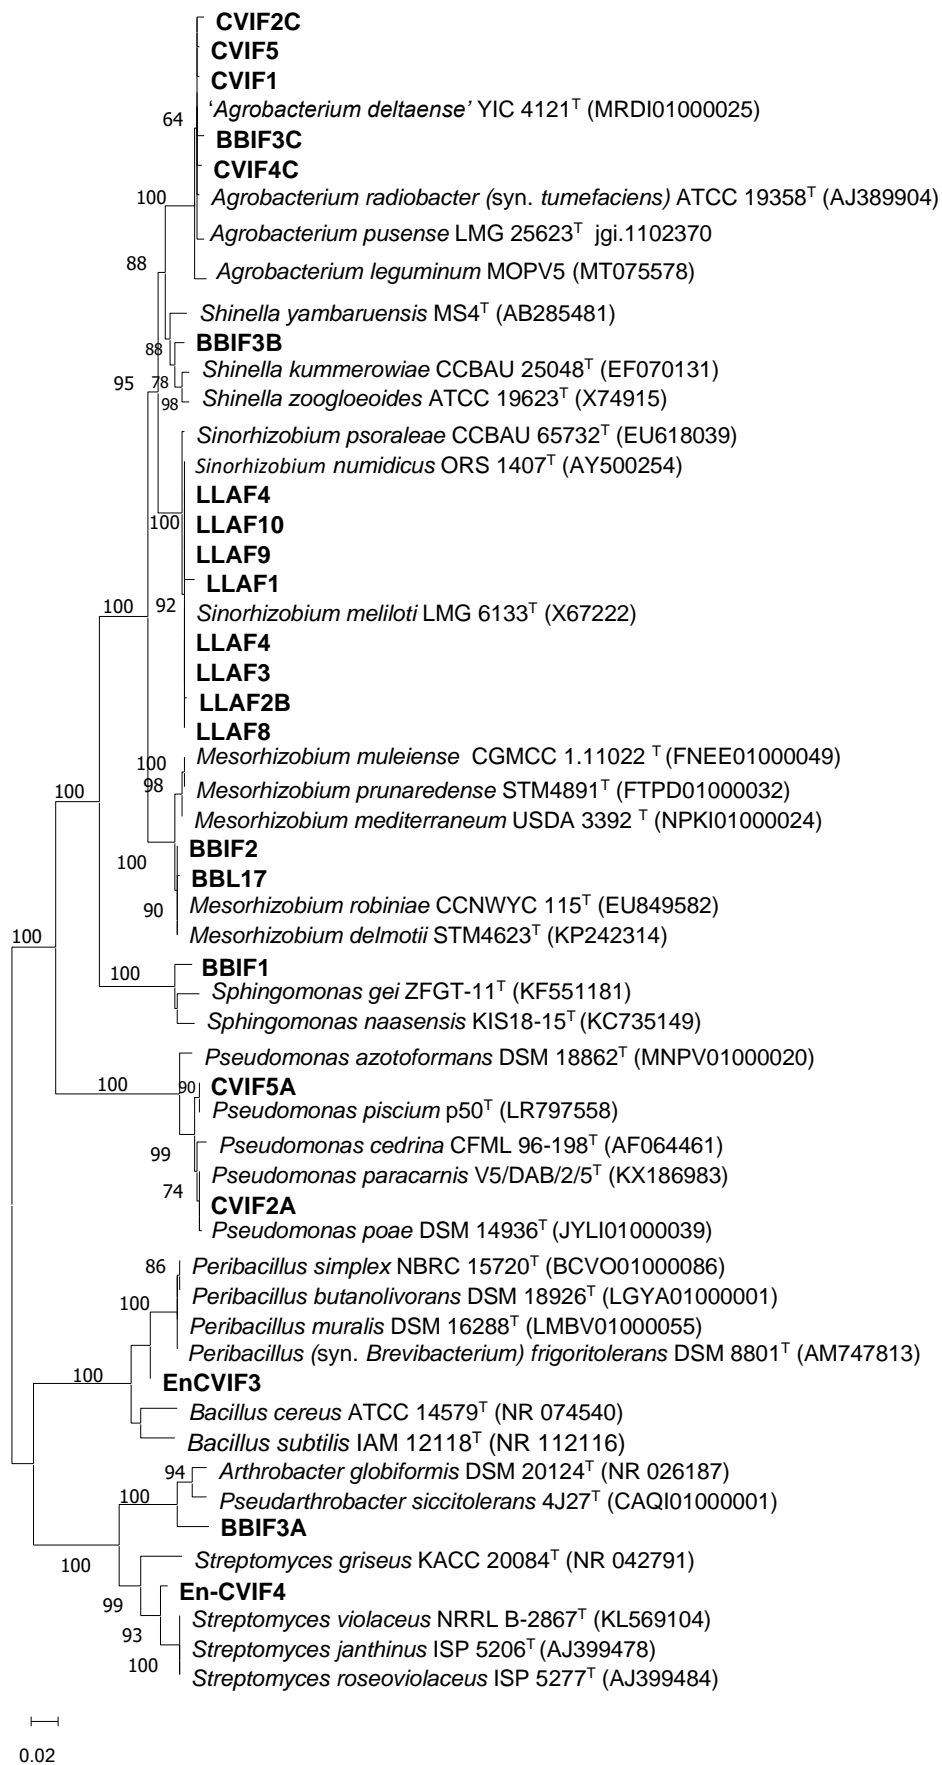 CVIF2C
CVIF5
CVIF1
‘Agrobacterium deltaense’ YIC 4121ᵀ (MRDI01000025)
64
BBIF3C
CVIF4C
100
Agrobacterium radiobacter (syn. tumefaciens) ATCC 19358ᵀ (AJ389904)
Agrobacterium pusense LMG 25623ᵀ jgi.1102370
88
Agrobacterium leguminum MOPV5 (MT075578)
Shinella yambaruensis MS4ᵀ (AB285481)
88
BBIF3B
Shinella kummerowiae CCBAU 25048ᵀ (EF070131)
95
78
98
Shinella zoogloeoides ATCC 19623ᵀ (X74915)
Sinorhizobium psoraleae CCBAU 65732ᵀ (EU618039)
Sinorhizobium numidicus ORS 1407ᵀ (AY500254)
LLAF4
100
LLAF10
LLAF9
LLAF1
100
92
Sinorhizobium meliloti LMG 6133ᵀ (X67222)
LLAF4
LLAF3
LLAF2B
LLAF8
Mesorhizobium muleiense CGMCC 1.11022 ᵀ (FNEE01000049)
100
98
100
Mesorhizobium prunaredense STM4891ᵀ (FTPD01000032)
Mesorhizobium mediterraneum USDA 3392 ᵀ (NPKI01000024)
BBIF2
100
BBL17
90
Mesorhizobium robiniae CCNWYC 115ᵀ (EU849582)
100
Mesorhizobium delmotii STM4623ᵀ (KP242314)
100
BBIF1
Sphingomonas gei ZFGT-11ᵀ (KF551181)
Sphingomonas naasensis KIS18-15ᵀ (KC735149)
Pseudomonas azotoformans DSM 18862ᵀ (MNPV01000020)
100
90
CVIF5A
Pseudomonas piscium p50ᵀ (LR797558)
99
Pseudomonas cedrina CFML 96-198ᵀ (AF064461)
Pseudomonas paracarnis V5/DAB/2/5ᵀ (KX186983)
74
CVIF2A
Pseudomonas poae DSM 14936ᵀ (JYLI01000039)
86
Peribacillus simplex NBRC 15720ᵀ (BCVO01000086)
100
Peribacillus butanolivorans DSM 18926ᵀ (LGYA01000001)
Peribacillus muralis DSM 16288ᵀ (LMBV01000055)
Peribacillus (syn. Brevibacterium) frigoritolerans DSM 8801ᵀ (AM747813)
100
EnCVIF3
Bacillus cereus ATCC 14579ᵀ (NR 074540)
Bacillus subtilis IAM 12118ᵀ (NR 112116)
94
Arthrobacter globiformis DSM 20124ᵀ (NR 026187)
100
Pseudarthrobacter siccitolerans 4J27ᵀ (CAQI01000001)
BBIF3A
100
Streptomyces griseus KACC 20084ᵀ (NR 042791)
En-CVIF4
99
Streptomyces violaceus NRRL B-2867ᵀ (KL569104)
93
Streptomyces janthinus ISP 5206ᵀ (AJ399478)
100
Streptomyces roseoviolaceus ISP 5277ᵀ (AJ399484)
0.02